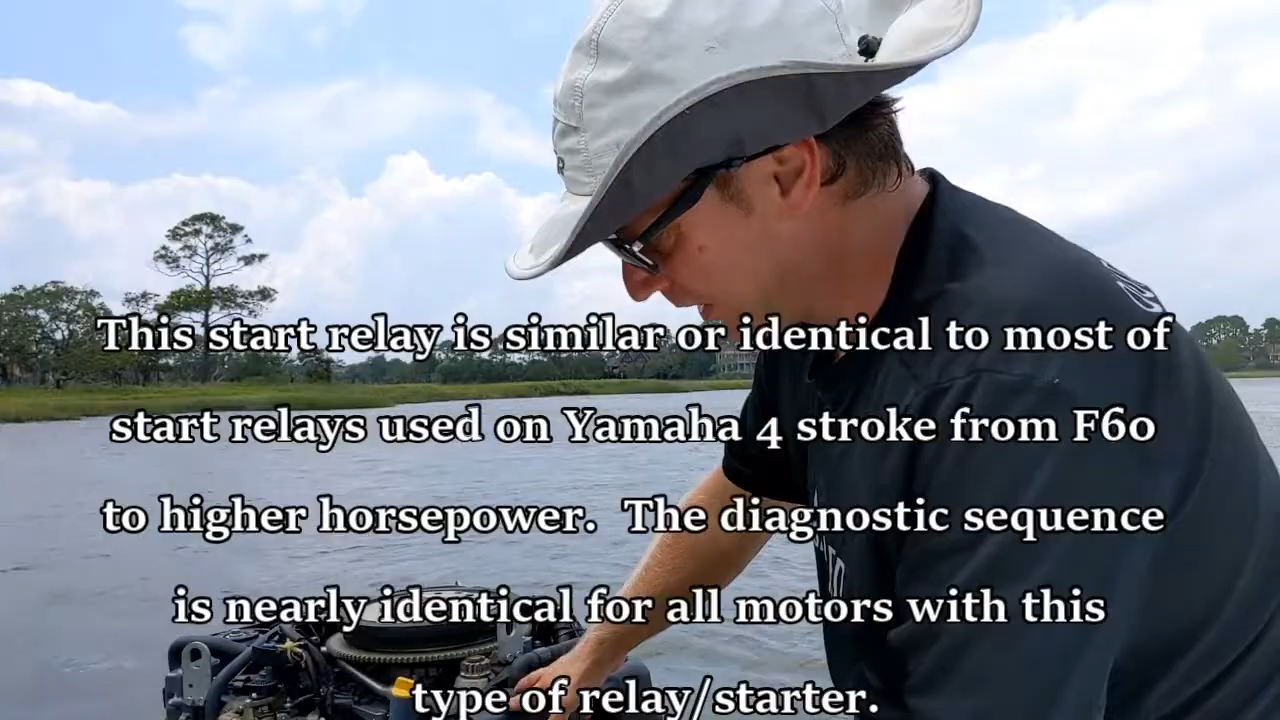 This start relay is similar or identical to most of
start relays used on Yamaha 4 stroke from F60
to higher horsepower.  The diagnostic sequence
is nearly identical for all motors with this
type of relay/starter.